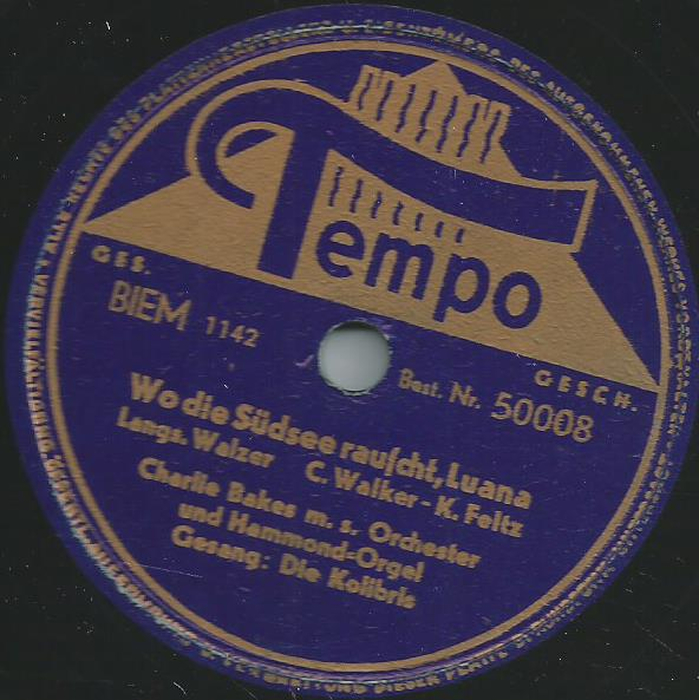 Tempo
GES. GESCH.
BIEM 1142 Best. Nr. 50008
Wo die Südsee rauſcht, Luana
Langs. Walzer C. Walker - K. Feltz
Charlie Bakes m. s. Orchester
und Hammond-Orgel
Gesang: Die Kolibris